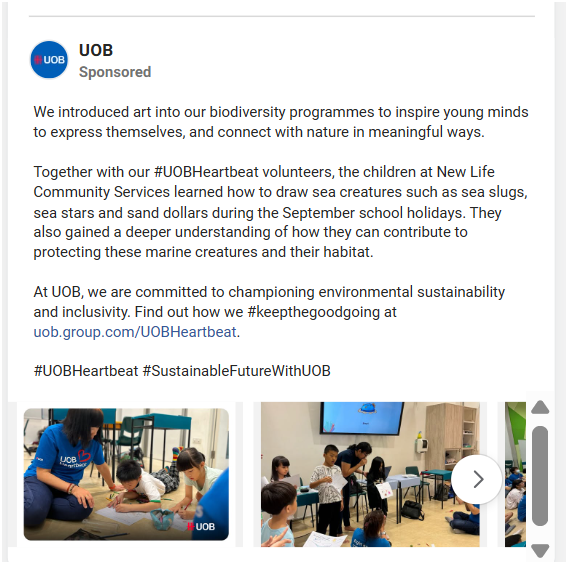 UOB
UOB
Sponsored
We introduced art into our biodiversity programmes to inspire young minds
to express themselves, and connect with nature in meaningful ways.
Together with our #UOBHeartbeat volunteers, the children at New Life
Community Services learned how to draw sea creatures such as sea slugs,
sea stars and sand dollars during the September school holidays. They
also gained a deeper understanding of how they can contribute to
protecting these marine creatures and their habitat.
At UOB, we are committed to championing environmental sustainability
and inclusivity. Find out how we #keepthegoodgoing at
uob.group.com/UOBHeartbeat.
#UOBHeartbeat #SustainableFutureWithUOB
UOB
UOB